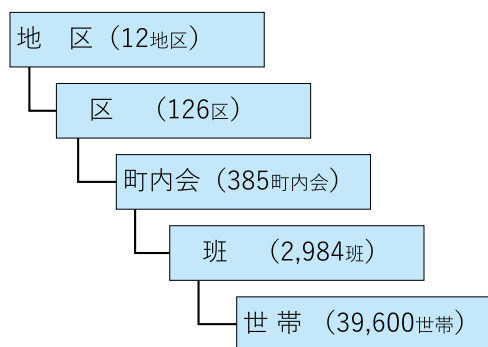 地　区（12地区）
区　（126区）
町内会（385町内会）
班　（2,984班）
世 帯 （39,600世帯）